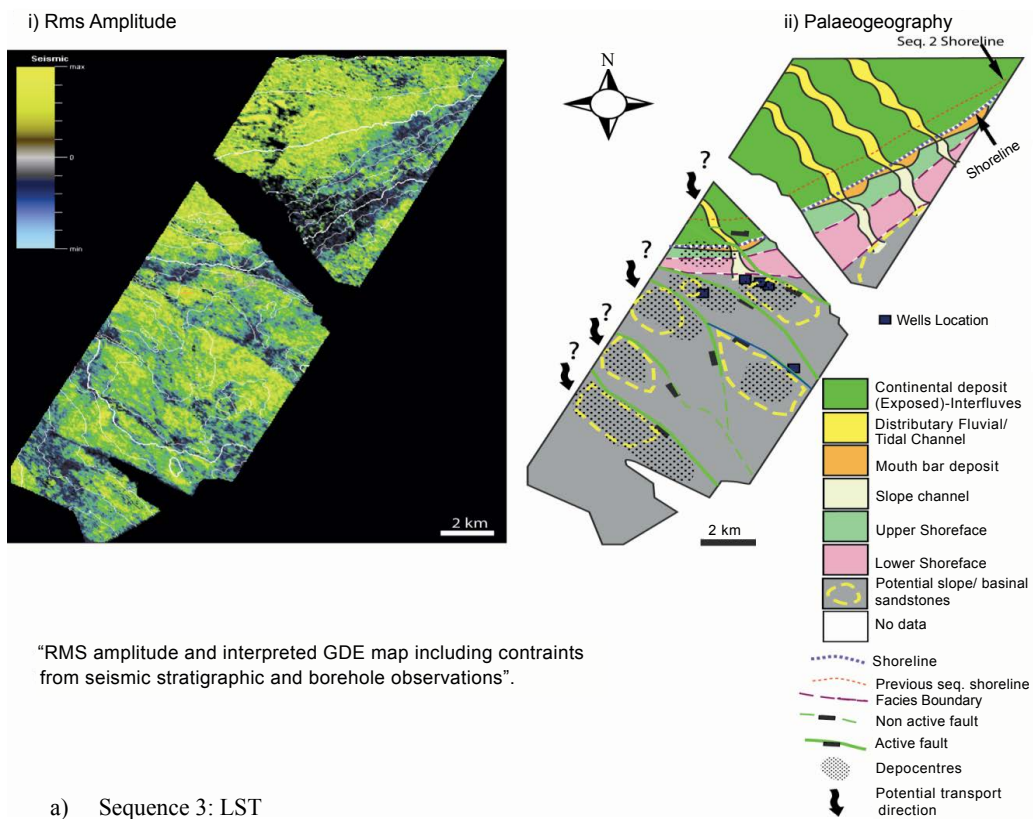 i) Rms Amplitude
ii) Palaeogeography
Seq. 2 Shoreline
Seismic
max
0
min
N
?
?
?
?
Shoreline
Wells Location
2 km
2 km
Continental deposit
(Exposed)-Interfluves
Distributary Fluvial/
Tidal Channel
Mouth bar deposit
Slope channel
Upper Shoreface
Lower Shoreface
Potential slope/ basinal
sandstones
No data
Shoreline
Previous seq. shoreline
Facies Boundary
Non active fault
Active fault
Depocentres
Potential transport
direction
“RMS amplitude and interpreted GDE map including contraints
from seismic stratigraphic and borehole observations”.
a) Sequence 3: LST